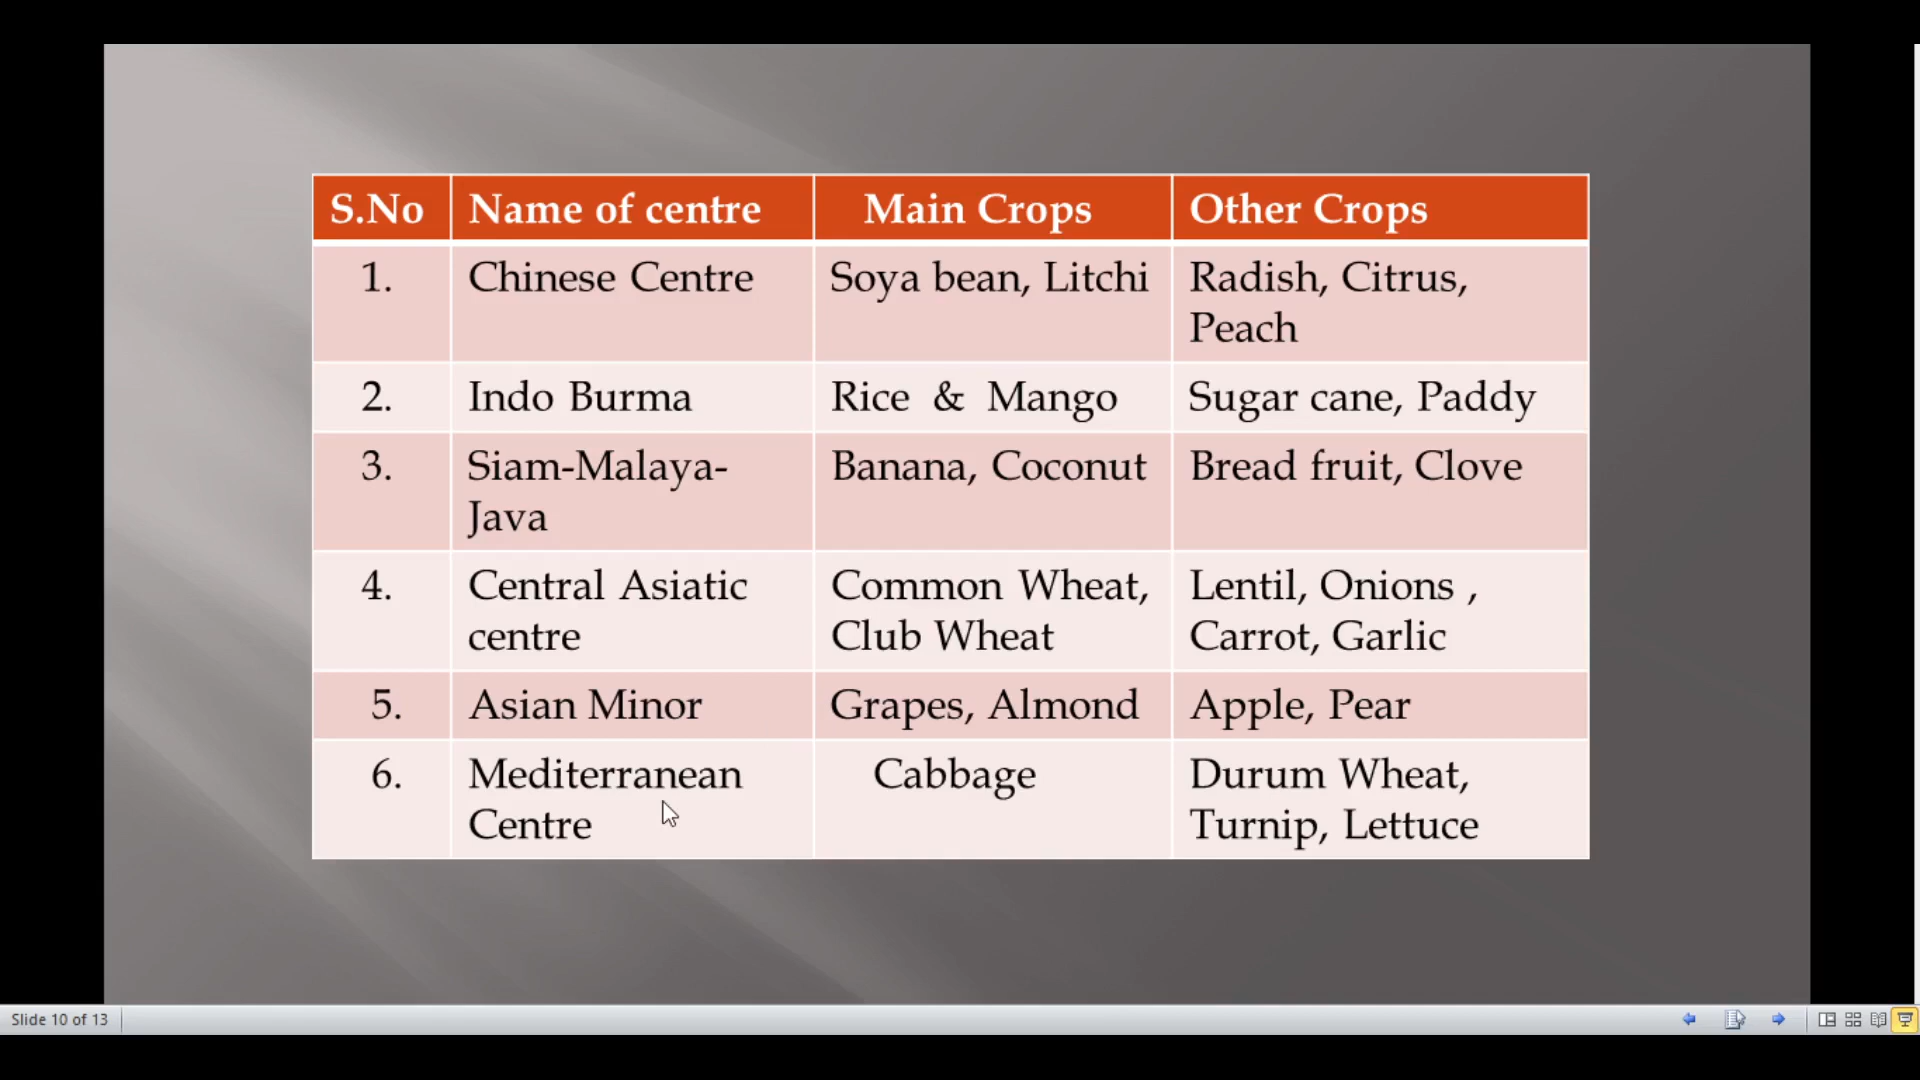 S.No Name of centre Main Crops Other Crops
1. Chinese Centre Soya bean, Litchi Radish, Citrus,
Peach
2. Indo Burma Rice & Mango Sugar cane, Paddy
3. Siam-Malaya- Banana, Coconut Bread fruit, Clove
Java
4. Central Asiatic Common Wheat, Lentil, Onions ,
centre Club Wheat Carrot, Garlic
5. Asian Minor Grapes, Almond Apple, Pear
6. Mediterranean Cabbage Durum Wheat,
Centre Turnip, Lettuce
Slide 10 of 13